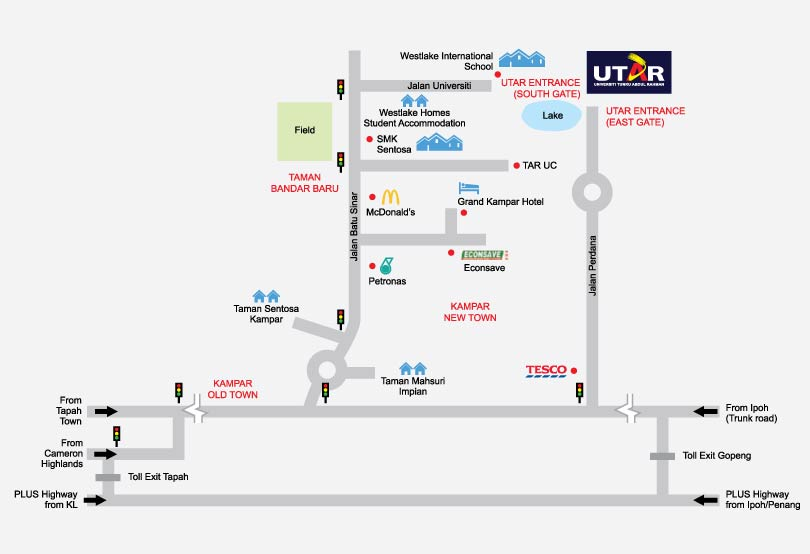 Westlake International
School
UTAR
UNIVERSITI TUNKU ABDUL RAHMAN
Jalan Universiti
UTAR ENTRANCE
(SOUTH GATE)
Westlake Homes
Student Accommodation
Lake
UTAR ENTRANCE
(EAST GATE)
Field
SMK
Sentosa
TAR UC
TAMAN
BANDAR BARU
McDonald's
Grand Kampar Hotel
Jalan Batu Sinar
Jalan Perdana
ECONSAVE
Econsave
Petronas
Taman Sentosa
Kampar
KAMPAR
NEW TOWN
Taman Mahsuri
Impian
TESCO
KAMPAR
OLD TOWN
From
Tapah
Town
From Ipoh
(Trunk road)
From
Cameron
Highlands
Toll Exit Gopeng
Toll Exit Tapah
PLUS Highway
from KL
PLUS Highway
from Ipoh/Penang